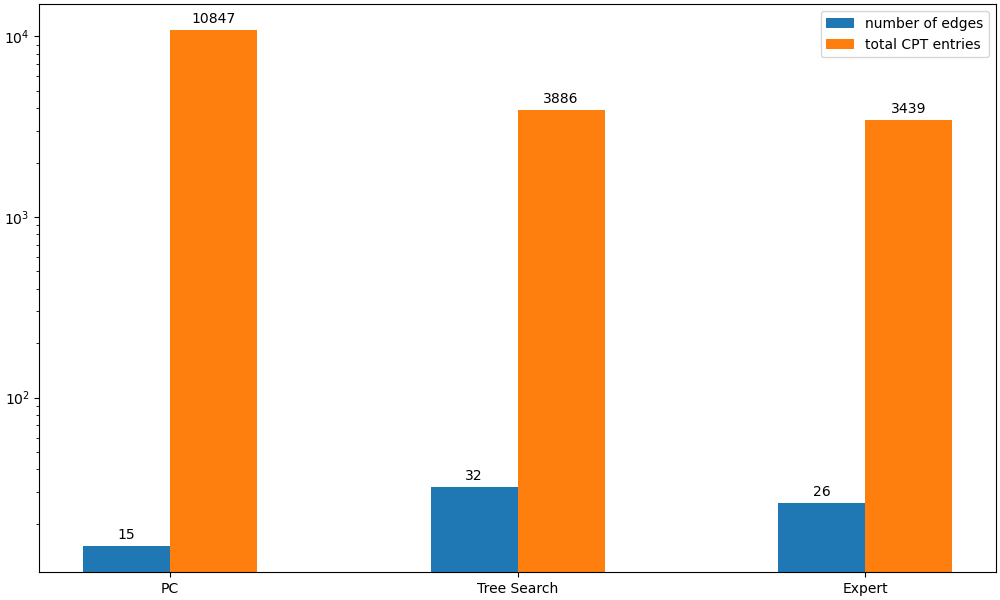 number of edges
total CPT entries
10⁴
10³
10²
10847
3886
3439
15
32
26
PC
Tree Search
Expert